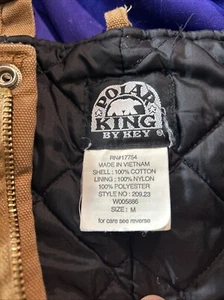 POLAR
KING
BY KEY
RN#17754
MADE IN VIETNAM
SHELL: 100% COTTON
LINING: 100% NYLON
100% POLYESTER
STYLE NO: 209.23
W005886
SIZE: M
for care see reverse